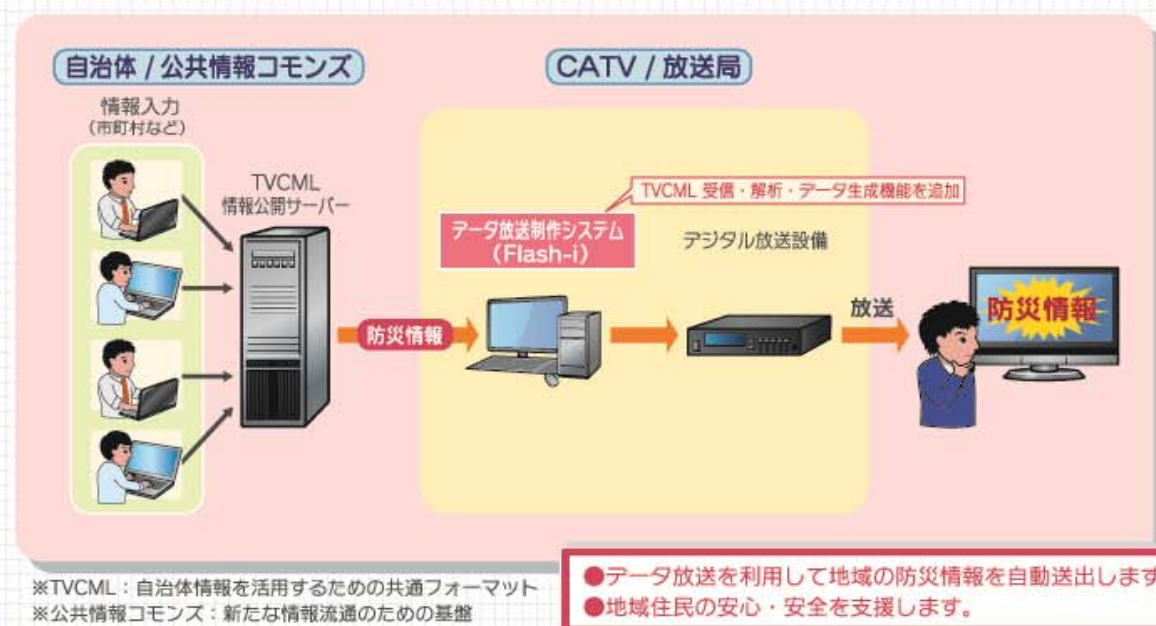 自治体 / 公共情報コモンズ
CATV / 放送局
情報入力
（市町村など）
TVCML
情報公開サーバー
TVCML 受信・解析・データ生成機能を追加
データ放送制作システム
（Flash-i）
デジタル放送設備
防災情報
放送
防災情報
※TVCML：自治体情報を活用するための共通フォーマット
※公共情報コモンズ：新たな情報流通のための基盤
●データ放送を利用して地域の防災情報を自動送出します
●地域住民の安心・安全を支援します。